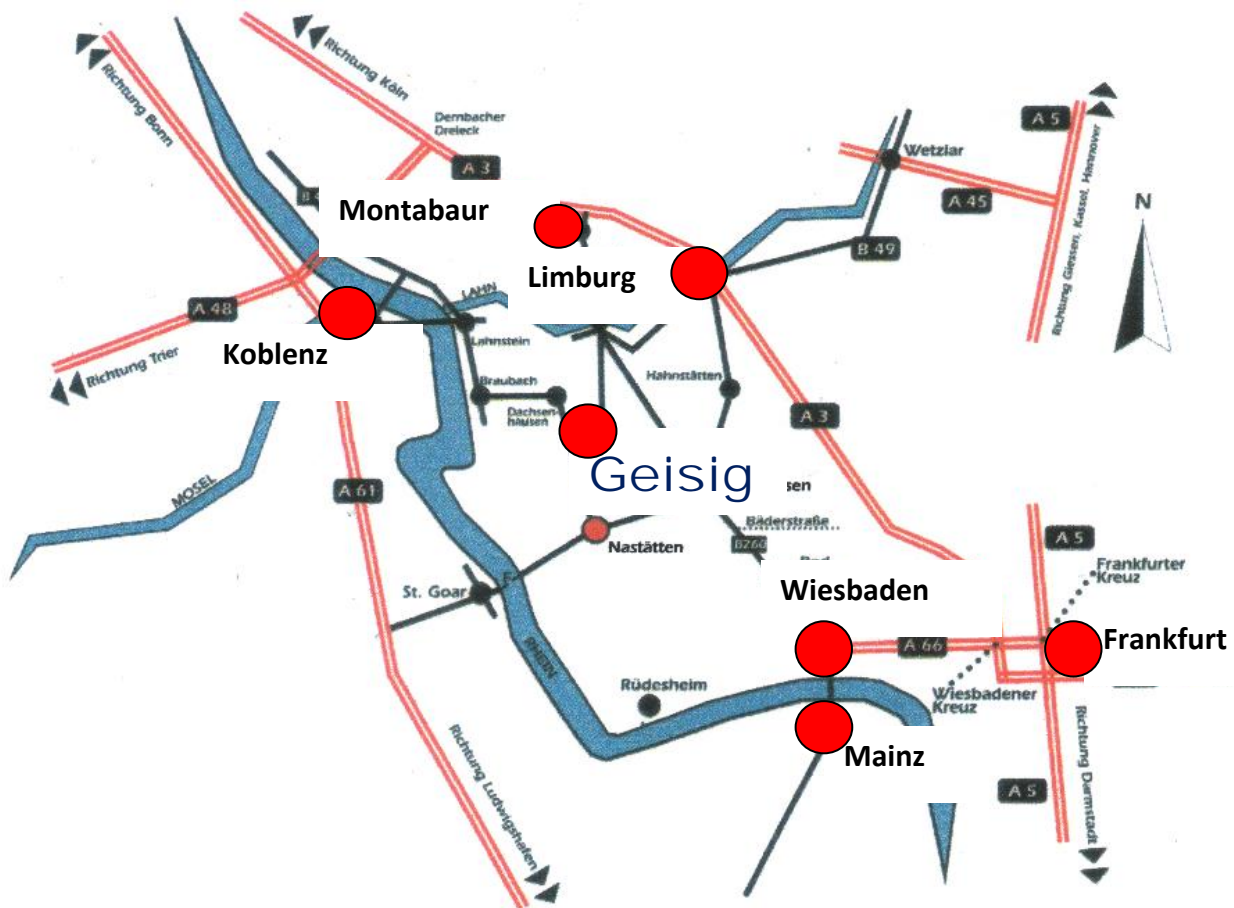 Richtung Köln
Richtung Bonn
Dernbacher
Dreieck
A 3
A 5
Richtung Giessen, Kassel, Hannover
Wetzlar
A 45
B 49
N
Montabaur
Limburg
LAHN
A 48
Koblenz
Richtung Trier
Lahnstein
Braubach
Dachsen-
hausen
Hahnstätten
A 3
Geisig
MOSEL
A 61
sen
Bäderstraße
B260
Nastätten
A 5
Frankfurter
Kreuz
St. Goar
Wiesbaden
A 66
Frankfurt
RHEIN
Rüdesheim
Wiesbadener
Kreuz
Mainz
A 5
Richtung Darmstadt
Richtung Ludwigshafen